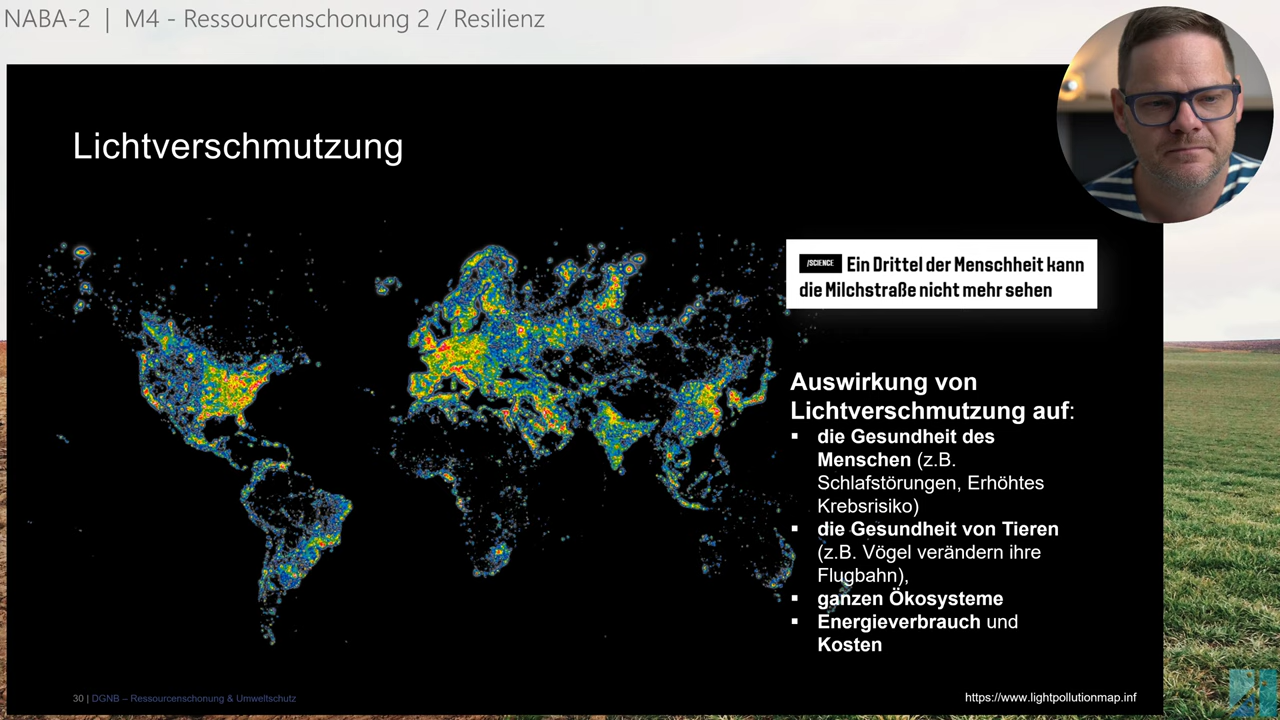 NABA-2 | M4 - Ressourcenschonung 2 / Resilienz
Lichtverschmutzung
/SCIENCE Ein Drittel der Menschheit kann
die Milchstraße nicht mehr sehen
Auswirkung von
Lichtverschmutzung auf:
▪ die Gesundheit des
Menschen (z.B.
Schlafstörungen, Erhöhtes
Krebsrisiko)
▪ die Gesundheit von Tieren
(z.B. Vögel verändern ihre
Flugbahn),
▪ ganzen Ökosysteme
▪ Energieverbrauch und
Kosten
30 | DGNB – Ressourcenschonung & Umweltschutz
https://www.lightpollutionmap.inf